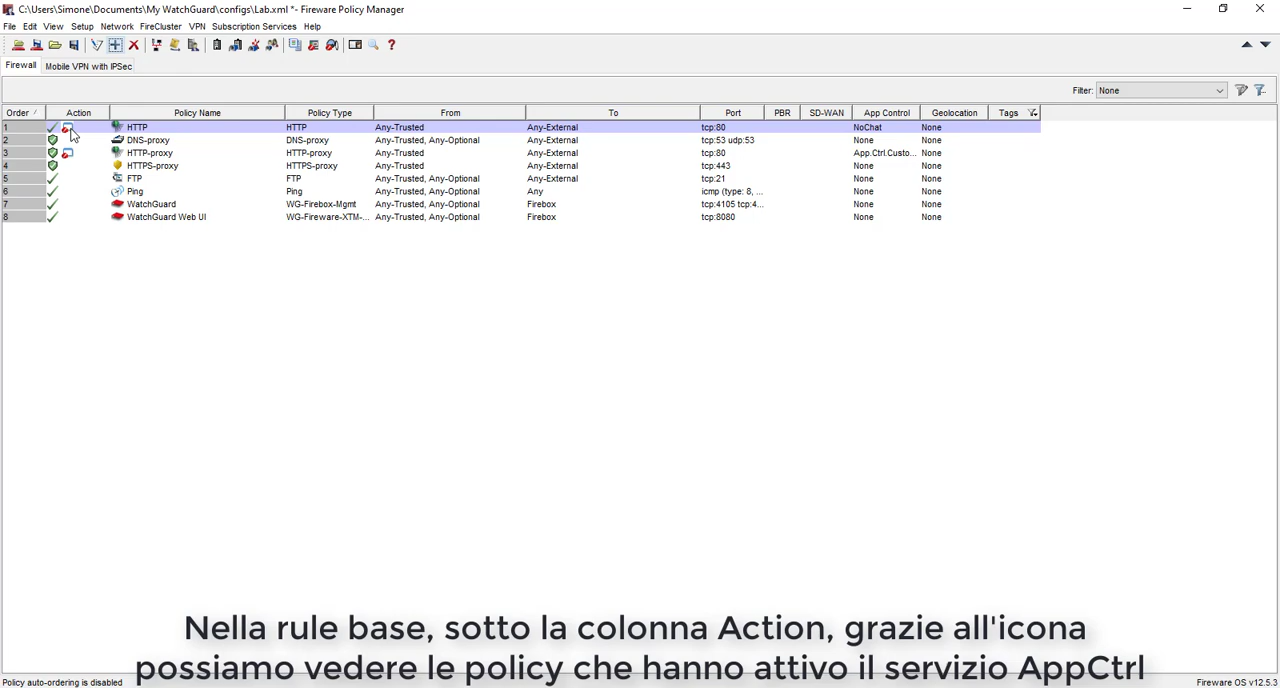 C:\Users\Simone\Documents\My WatchGuard\configs\Lab.xml *- Fireware Policy Manager
File Edit View Setup Network FireCluster VPN Subscription Services Help
Firewall Mobile VPN with IPSec
Filter: None
Order Action Policy Name Policy Type From To Port PBR SD-WAN App Control Geolocation Tags
1 HTTP HTTP Any-Trusted Any-External tcp:80 NoChat None
2 DNS-proxy DNS-proxy Any-Trusted, Any-Optional Any-External tcp:53 udp:53 None None
3 HTTP-proxy HTTP-proxy Any-Trusted Any-External tcp:80 App.Ctrl.Custo... None
4 HTTPS-proxy HTTPS-proxy Any-Trusted Any-External tcp:443 None None
5 FTP FTP Any-Trusted, Any-Optional Any-External tcp:21 None None
6 Ping Ping Any-Trusted, Any-Optional Any icmp (type: 8, ... None None
7 WatchGuard WG-Firebox-Mgmt Any-Trusted, Any-Optional Firebox tcp:4105 tcp:4... None None
8 WatchGuard Web UI WG-Fireware-XTM-... Any-Trusted, Any-Optional Firebox tcp:8080 None None
Nella rule base, sotto la colonna Action, grazie all'icona
possiamo vedere le policy che hanno attivo il servizio AppCtrl
Policy auto-ordering is disabled Fireware OS v12.5.3